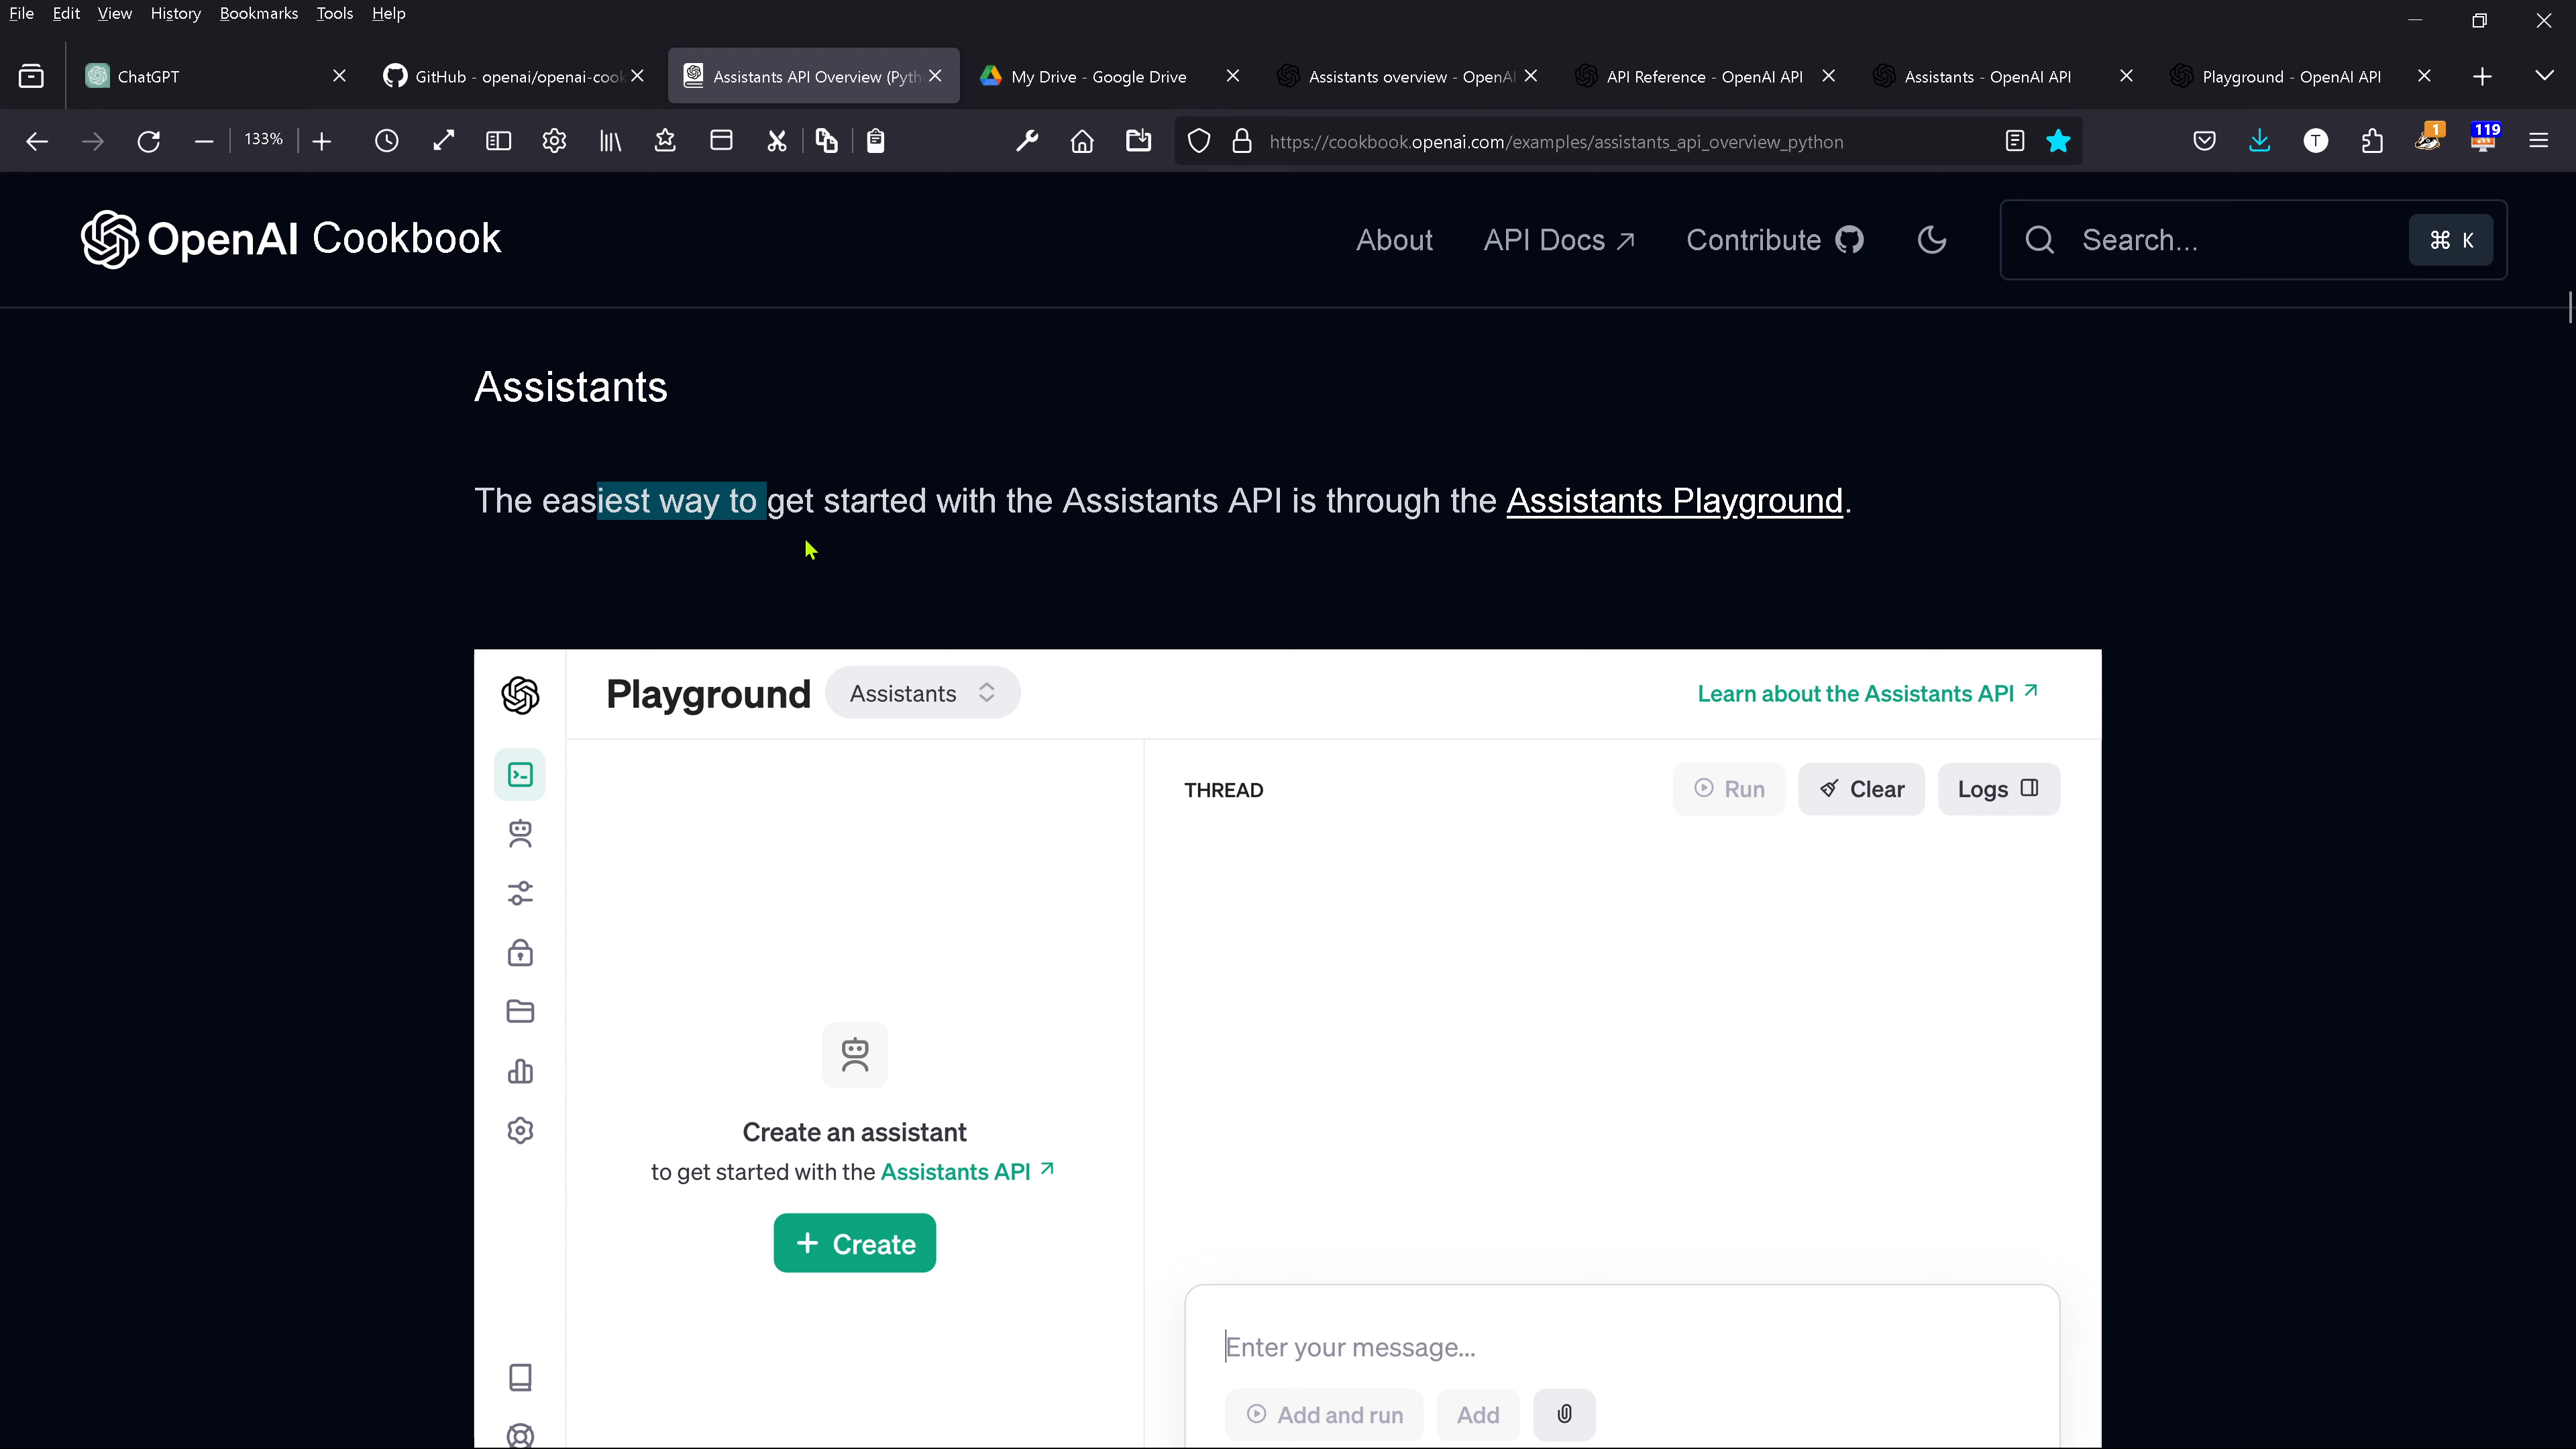 File Edit View History Bookmarks Tools Help
ChatGPT
GitHub - openai/openai-cook
Assistants API Overview (Pyth
My Drive - Google Drive
Assistants overview - OpenAI
API Reference - OpenAI API
Assistants - OpenAI API
Playground - OpenAI API
133%
https://cookbook.openai.com/examples/assistants_api_overview_python
T
1
119
OpenAI Cookbook
About
API Docs
Contribute
Search...
⌘ K
Assistants
The easiest way to get started with the Assistants API is through the Assistants Playground.
Playground
Assistants
Learn about the Assistants API
THREAD
Run
Clear
Logs
Create an assistant
to get started with the Assistants API
+ Create
Enter your message...
Add and run
Add